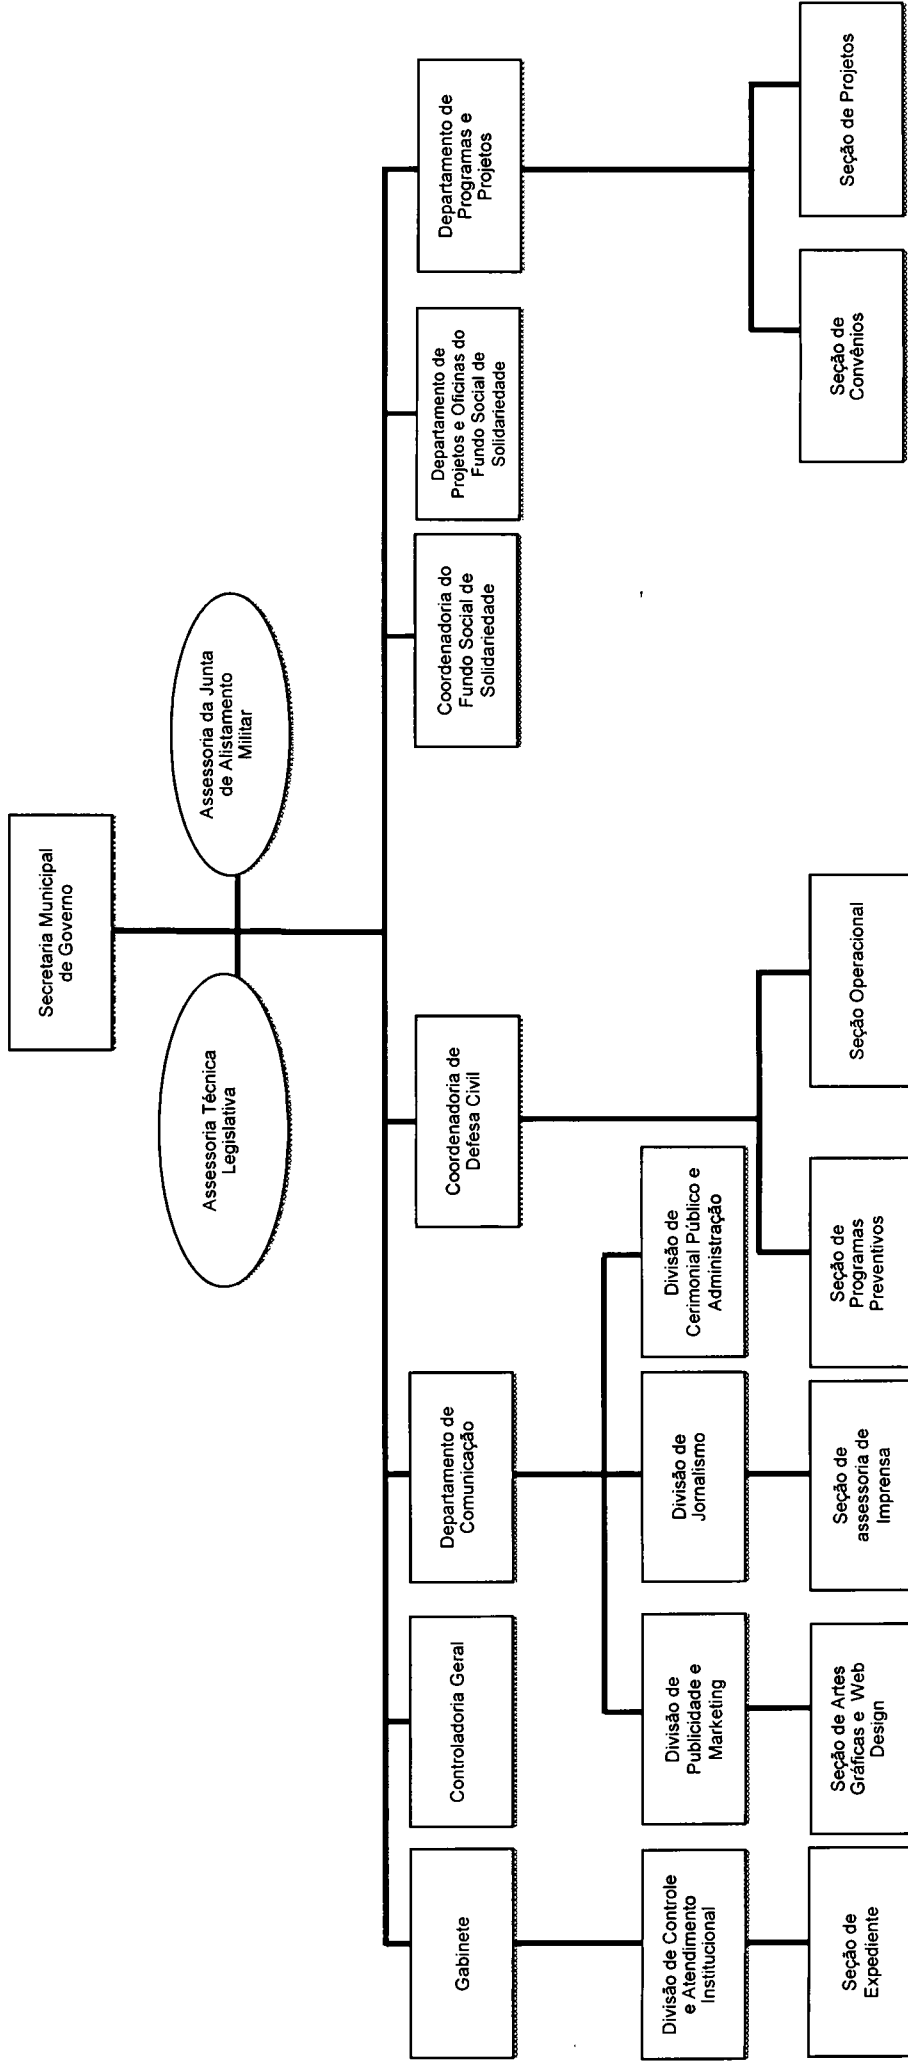 Secretaria Municipal
de Governo
Assessoria Técnica
Legislativa
Assessoria da Junta
de Alistamento
Militar
Gabinete
Controladoria Geral
Departamento de
Comunicação
Coordenadoria de
Defesa Civil
Coordenadoria do
Fundo Social de
Solidariedade
Departamento de
Projetos e Oficinas do
Fundo Social de
Solidariedade
Departamento de
Programas e
Projetos
Divisão de Controle
e Atendimento
Institucional
Divisão de
Publicidade e
Marketing
Divisão de
Jornalismo
Divisão de
Cerimonial Público e
Administração
Seção de
Expediente
Seção de Artes
Gráficas e Web
Design
Seção de
assessoria de
Imprensa
Seção de
Programas
Preventivos
Seção Operacional
Seção de
Convênios
Seção de Projetos